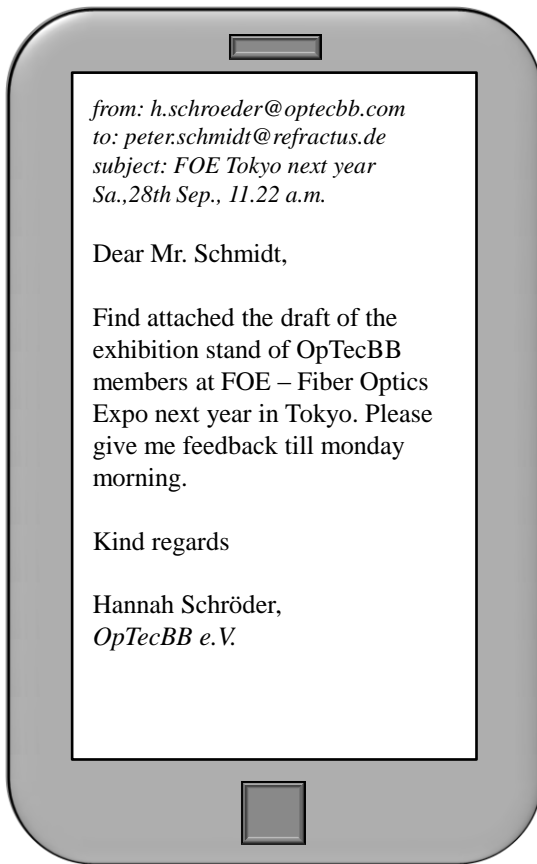 from: h.schroeder@optecbb.com
to: peter.schmidt@refractus.de
subject: FOE Tokyo next year
Sa.,28th Sep., 11.22 a.m.
Dear Mr. Schmidt,
Find attached the draft of the
exhibition stand of OpTecBB
members at FOE – Fiber Optics
Expo next year in Tokyo. Please
give me feedback till monday
morning.
Kind regards
Hannah Schröder,
OpTecBB e.V.